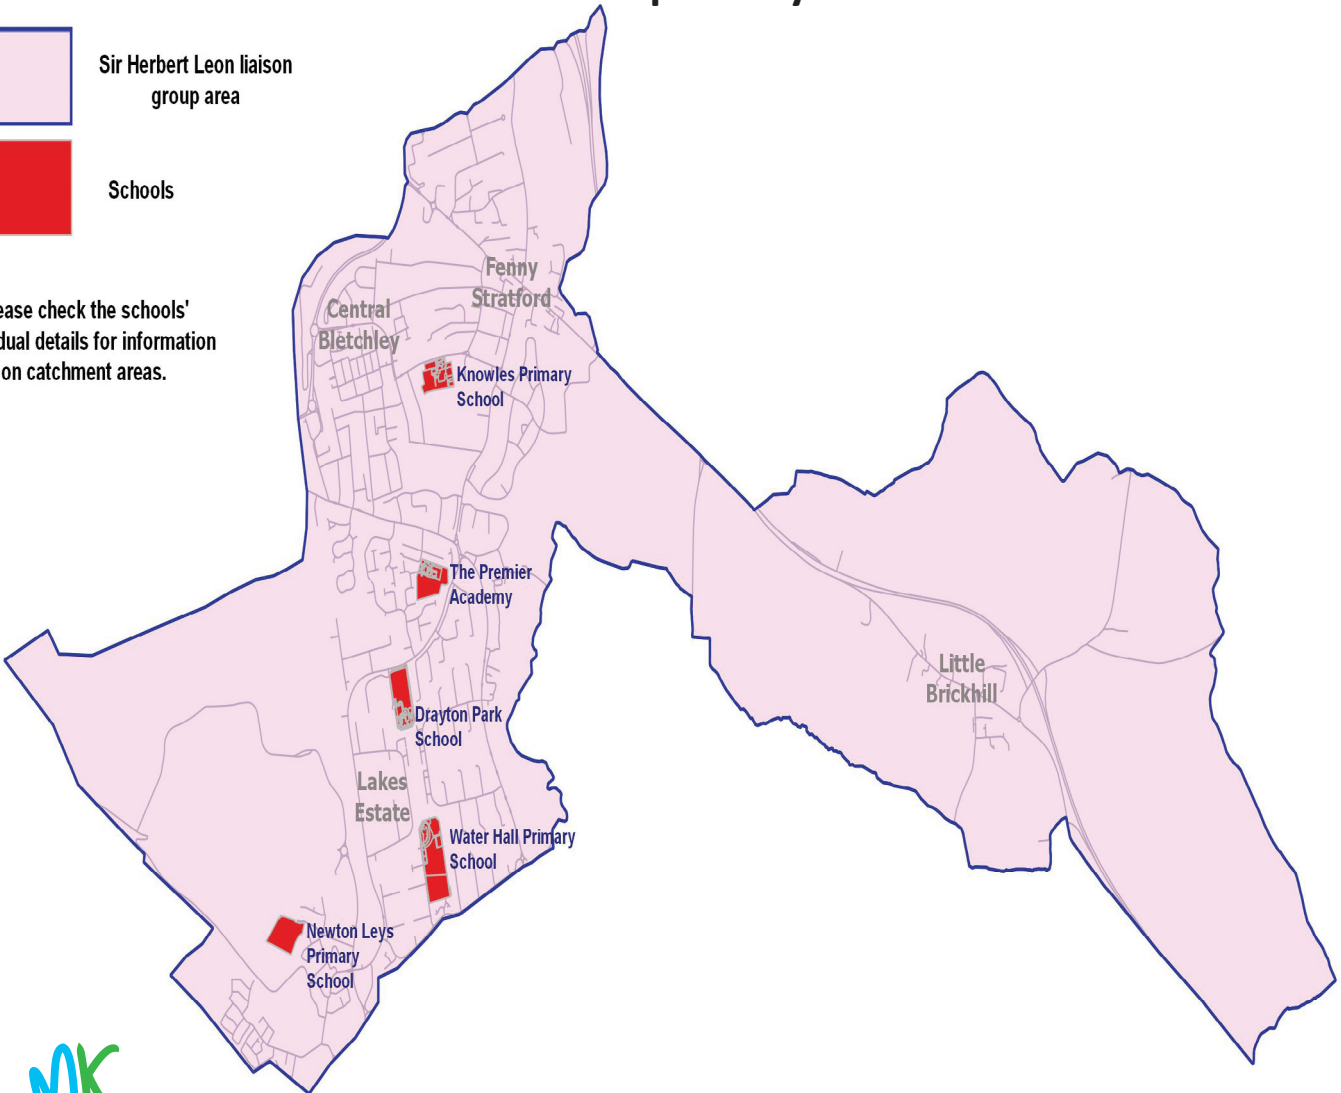 Sir Herbert Leon liaison
group area
Schools
check the schools'
details for information
on catchment areas.
Fenny
Stratford
Central
Bletchley
Knowles Primary
School
The Premier
Academy
Drayton Park
School
Lakes
Estate
Water Hall Primary
School
Newton Leys
Primary
School
Little
Brickhill
MK